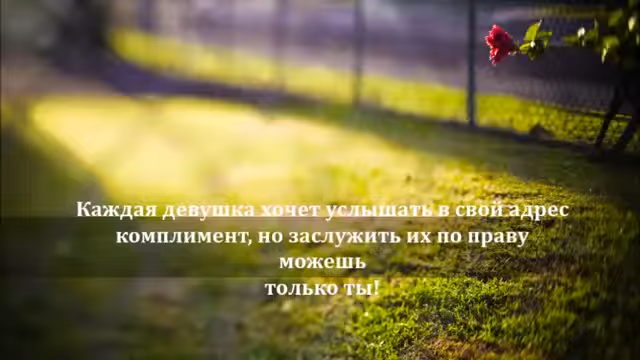 Каждая девушка хочет услышать в свой адрес
комплимент, но заслужить их по праву
можешь
только ты!